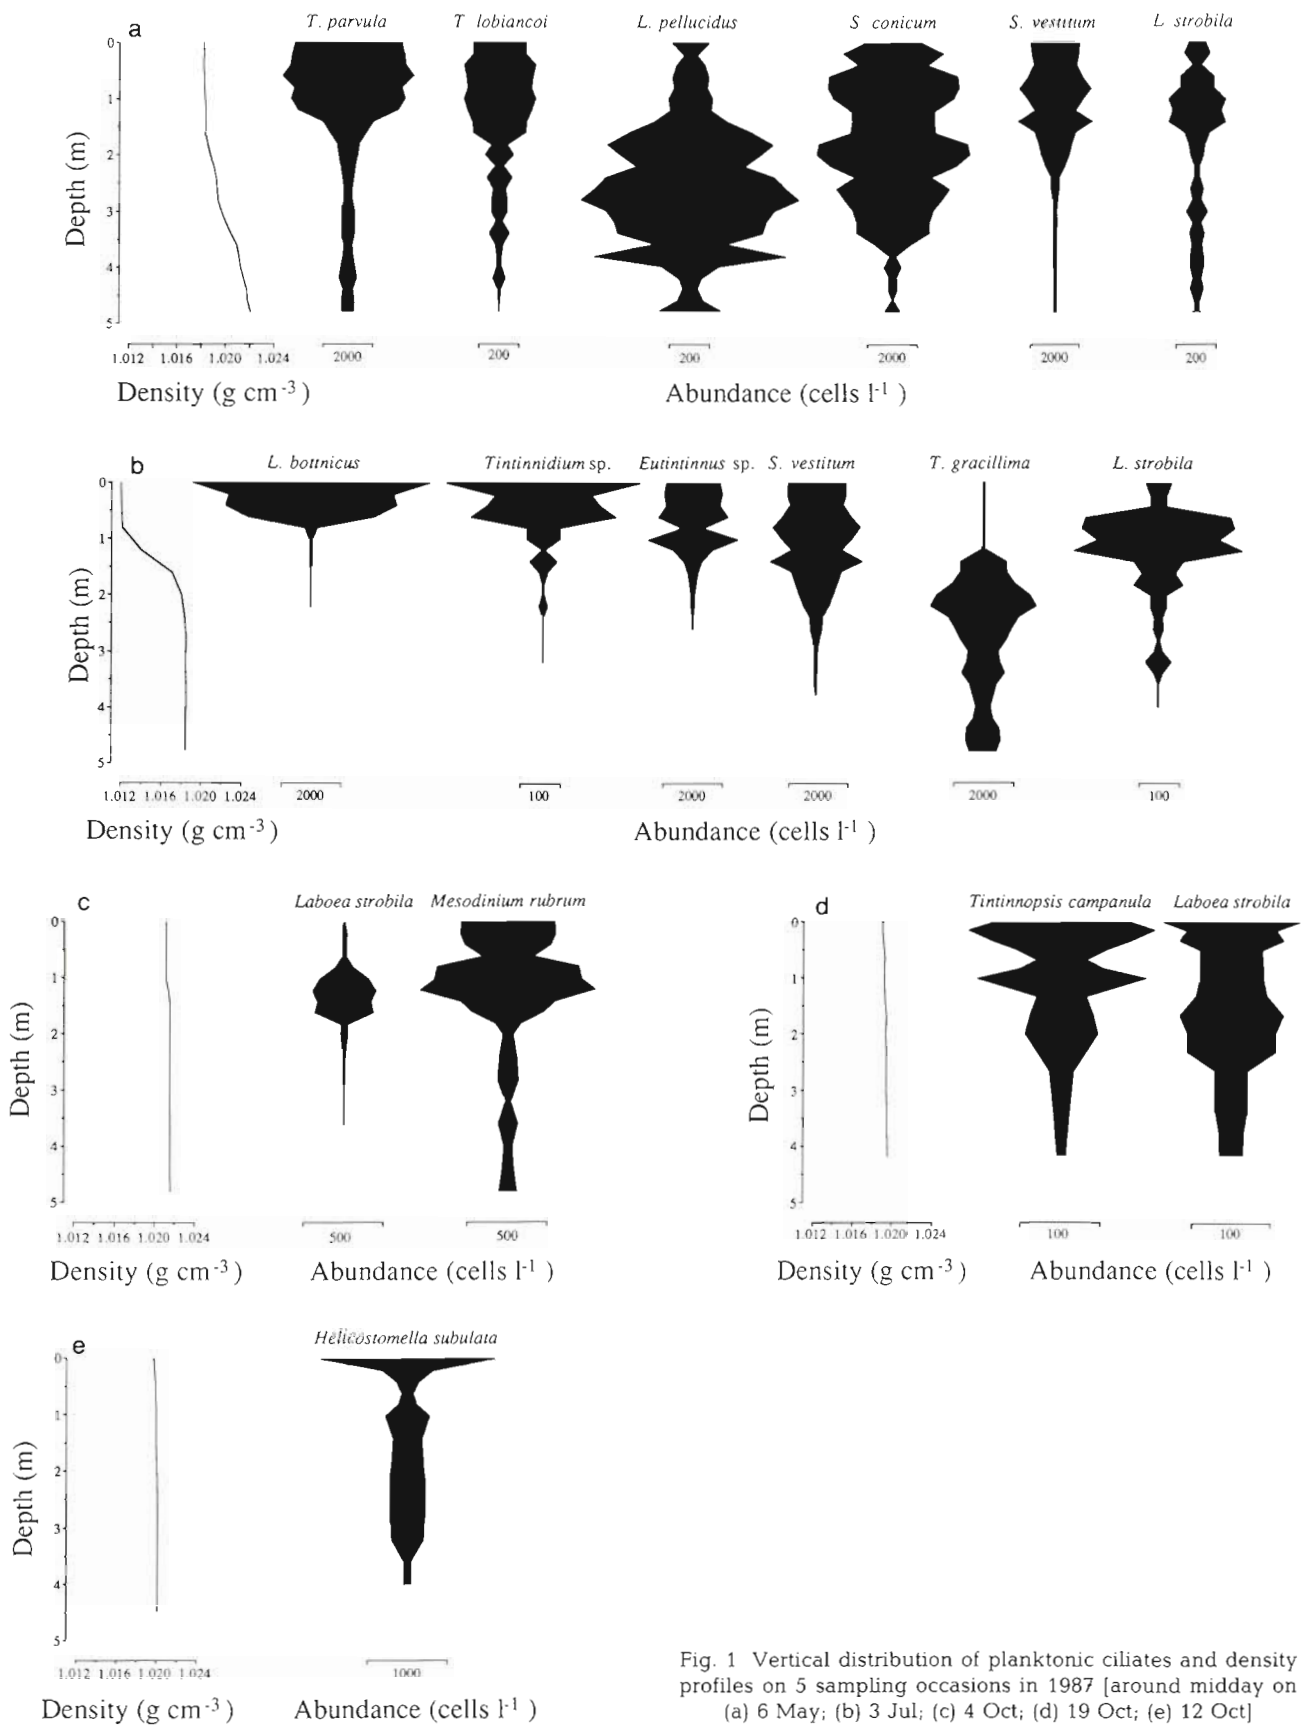 a
T. parvula T lobiancoi L. pellucidus S conicum S. vestitum L strobila
0
1
2
3
4
5
Depth (m)
1.012 1.016 1.020 1.024
2000 200 200 2000 2000 200
Density (g cm-3) Abundance (cells l-1)
b
L. bottnicus Tintinnidium sp. Eutintinnus sp. S. vestitum T. gracillima L. strobila
0
1
2
3
4
5
Depth (m)
1.012 1.016 1.020 1.024
2000 100 2000 2000 2000 100
Density (g cm-3) Abundance (cells l-1)
c
Laboea strobila Mesodinium rubrum
0
1
2
3
4
5
Depth (m)
1.012 1.016 1.020 1.024
500 500
Density (g cm-3) Abundance (cells l-1)
d
Tintinnopsis campanula Laboea strobila
0
1
2
3
4
5
Depth (m)
1.012 1.016 1.020 1.024
100 100
Density (g cm-3) Abundance (cells l-1)
e
Helicostomella subulata
0
1
2
3
4
5
Depth (m)
1.012 1.016 1.020 1.024
1000
Density (g cm-3) Abundance (cells l-1)
Fig. 1 Vertical distribution of planktonic ciliates and density
profiles on 5 sampling occasions in 1987 [around midday on
(a) 6 May; (b) 3 Jul; (c) 4 Oct; (d) 19 Oct; (e) 12 Oct]